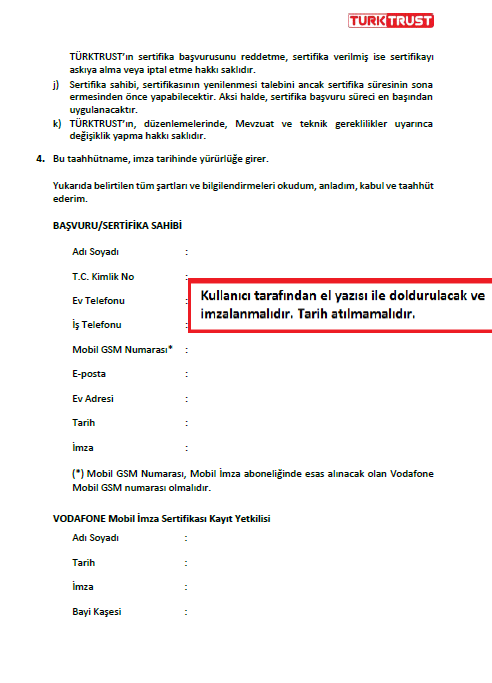 TÜRKTRUST
TÜRKTRUST'ın sertifika başvurusunu reddetme, sertifika verilmiş ise sertifikayı
askıya alma veya iptal etme hakkı saklıdır.
j) Sertifika sahibi, sertifikasının yenilenmesi talebini ancak sertifika süresinin sona
ermesinden önce yapabilecektir. Aksi halde, sertifika başvuru süreci en başından
uygulanacaktır.
k) TÜRKTRUST'ın, düzenlemelerinde, Mevzuat ve teknik gereklilikler uyarınca
değişiklik yapma hakkı saklıdır.
4. Bu taahhütname, imza tarihinde yürürlüğe girer.
Yukarıda belirtilen tüm şartları ve bilgilendirmeleri okudum, anladım, kabul ve taahhüt
ederim.
BAŞVURU/SERTİFİKA SAHİBİ
Adı Soyadı :
T.C. Kimlik No :
Kullanıcı tarafından el yazısı ile doldurulacak ve
imzalanmalıdır. Tarih atılmamalıdır.
Ev Telefonu :
İş Telefonu :
Mobil GSM Numarası* :
E-posta :
Ev Adresi :
Tarih :
İmza :
(*) Mobil GSM Numarası, Mobil İmza aboneliğinde esas alınacak olan Vodafone
Mobil GSM numarası olmalıdır.
VODAFONE Mobil İmza Sertifikası Kayıt Yetkilisi
Adı Soyadı :
Tarih :
İmza :
Bayi Kaşesi :